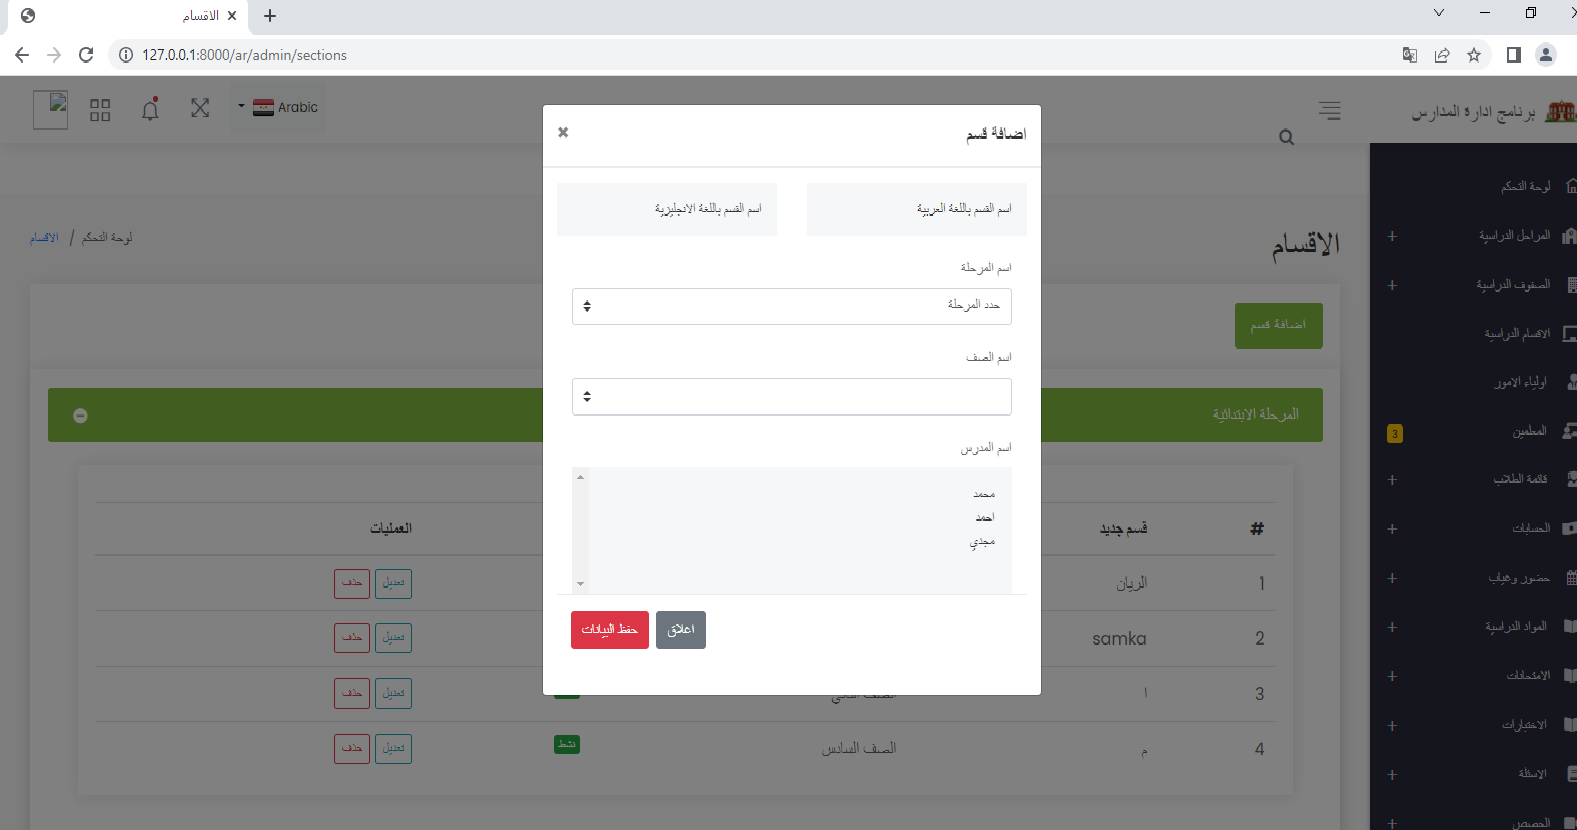 الاقسام
127.0.0.1:8000/ar/admin/sections
برنامج ادارة المدارس
Arabic
لوحة التحكم
المراحل الدراسية
الصفوف الدراسية
الاقسام الدراسية
اولياء الامور
المعلمين
3
قائمة الطلاب
الحسابات
حضور وغياب
المواد الدراسية
الامتحانات
الاختبارات
الاسئلة
الحصص
الاقسام
لوحة التحكم / الاقسام
اضافة قسم
المرحلة الابتدائية
# قسم جديد العمليات
1 الريان تعديل حذف
2 samka تعديل حذف
3 ا الصف الثاني تعديل حذف
4 م الصف السادس نشط تعديل حذف
اضافة قسم
اسم القسم باللغة العربية
اسم القسم باللغة الانجليزية
اسم المرحلة
حدد المرحلة
اسم الصف
اسم المدرس
محمد
احمد
مجدي
اغلاق
حفظ البيانات